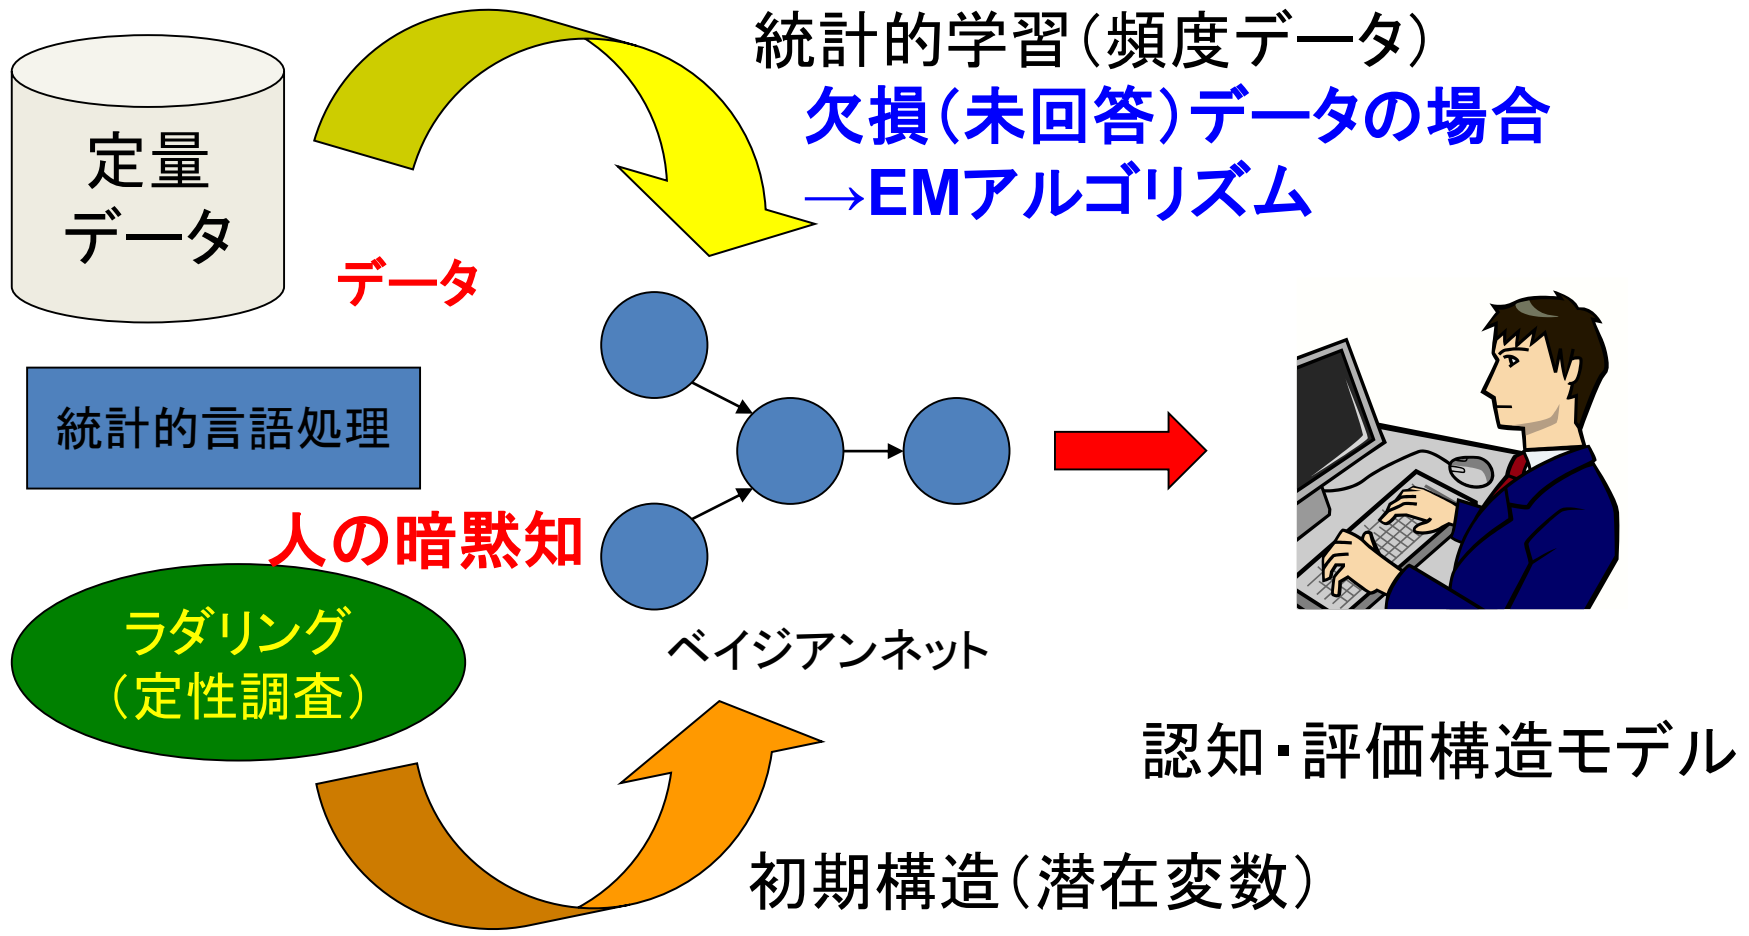 統計的学習（頻度データ）
欠損（未回答）データの場合
→EMアルゴリズム
定量
データ
データ
統計的言語処理
人の暗黙知
ラダリング
（定性調査）
ベイジアンネット
認知・評価構造モデル
初期構造（潜在変数）